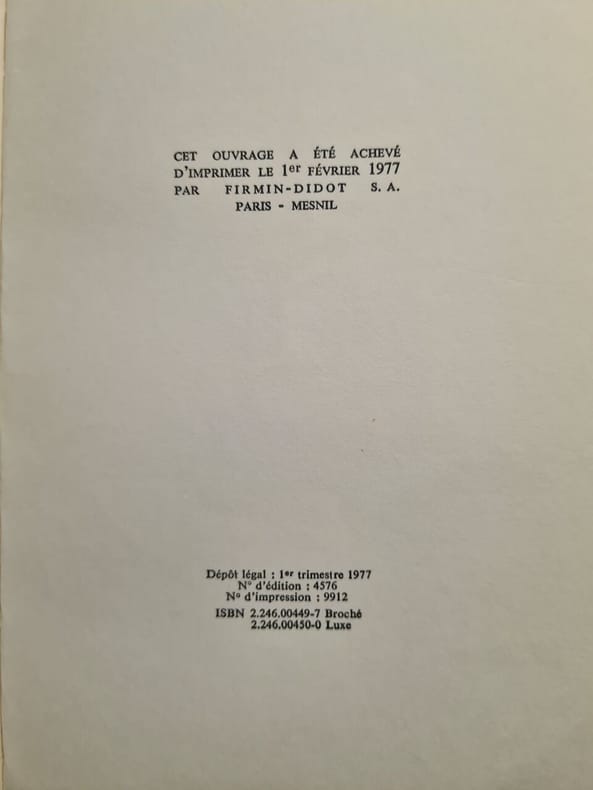 CET OUVRAGE A ÉTÉ ACHEVÉ
D'IMPRIMER LE 1er FÉVRIER 1977
PAR FIRMIN-DIDOT S. A.
PARIS - MESNIL
Dépôt légal : 1er trimestre 1977
N° d'édition : 4576
N° d'impression : 9912
ISBN 2.246.00449-7 Broché
2.246.00450-0 Luxe